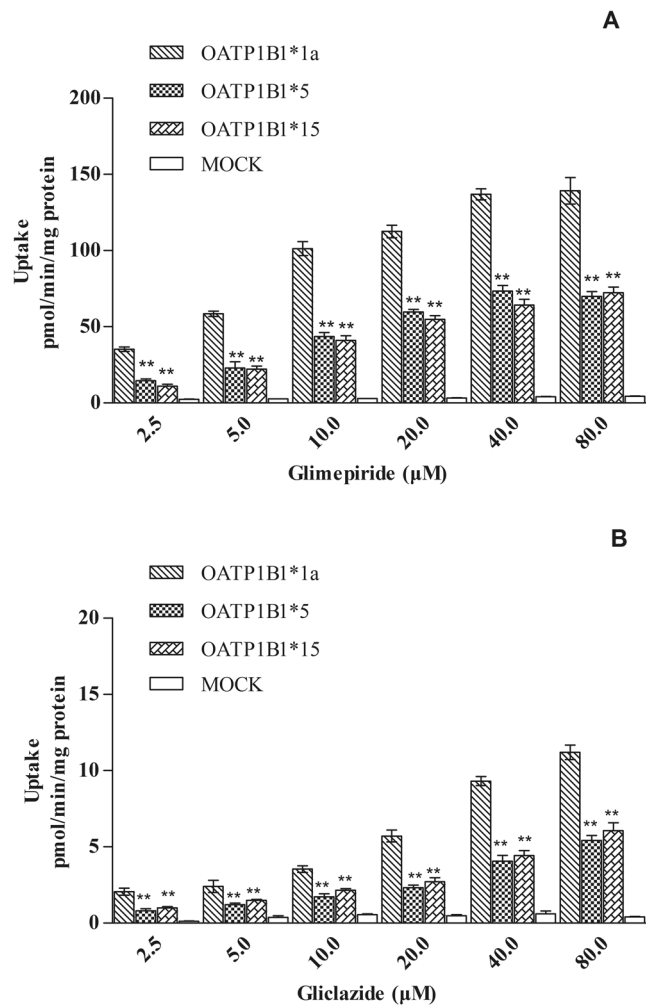 A
OATP1B1*1a
OATP1B1*5
OATP1B1*15
MOCK
Uptake
pmol/min/mg protein
200
150
100
50
0
** ** ** ** ** ** ** ** ** ** ** **
2.5 5.0 10.0 20.0 40.0 80.0
Glimepiride (µM)
B
OATP1B1*1a
OATP1B1*5
OATP1B1*15
MOCK
Uptake
pmol/min/mg protein
20
15
10
5
0
** ** ** ** ** ** ** ** ** ** ** **
2.5 5.0 10.0 20.0 40.0 80.0
Gliclazide (µM)